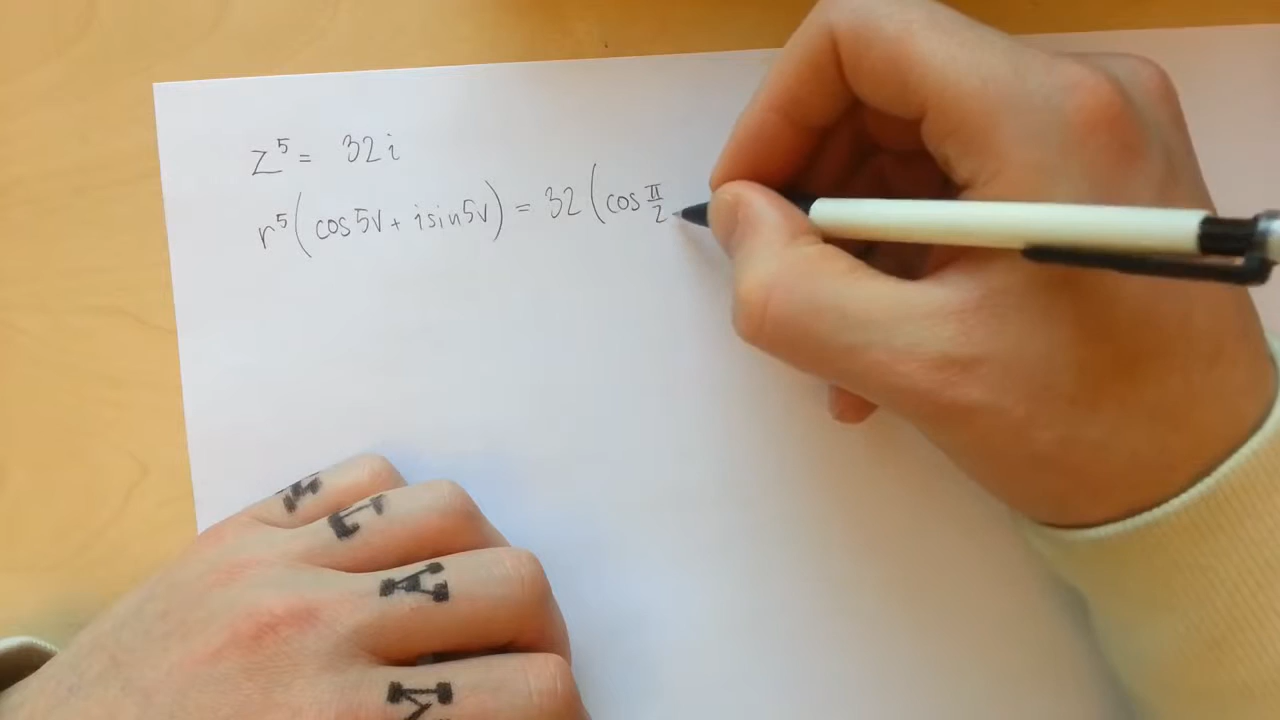 z⁵ = 32i
r⁵(cos5v + isin5v) = 32(cos π/2
A
M